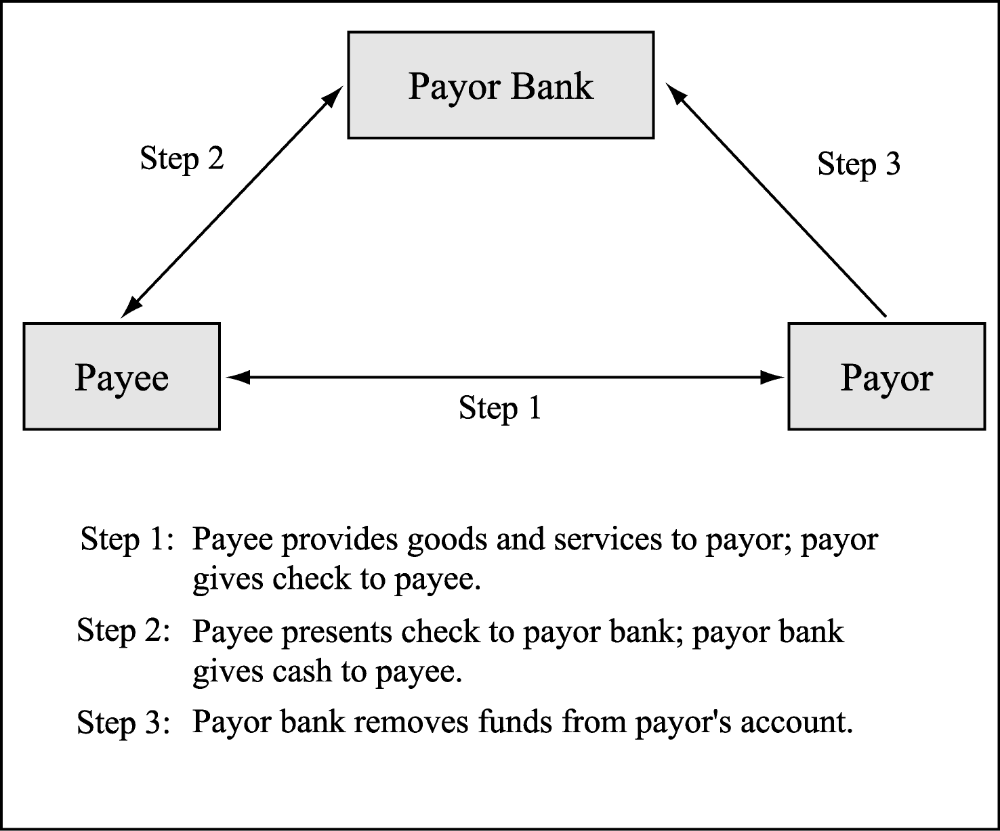 Payor Bank
Step 2
Step 3
Payee
Payor
Step 1
Step 1: Payee provides goods and services to payor; payor
gives check to payee.
Step 2: Payee presents check to payor bank; payor bank
gives cash to payee.
Step 3: Payor bank removes funds from payor's account.